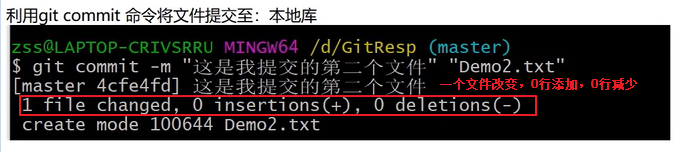 利用git commit 命令将文件提交至：本地库
zss@LAPTOP-CRIVSRRU MINGW64 /d/GitResp (master)
$ git commit -m "这是我提交的第二个文件" "Demo2.txt"
[master 4cfe4fd] 这是我提交的第二个文件
一个文件改变，0行添加，0行减少
1 file changed, 0 insertions(+), 0 deletions(-)
create mode 100644 Demo2.txt